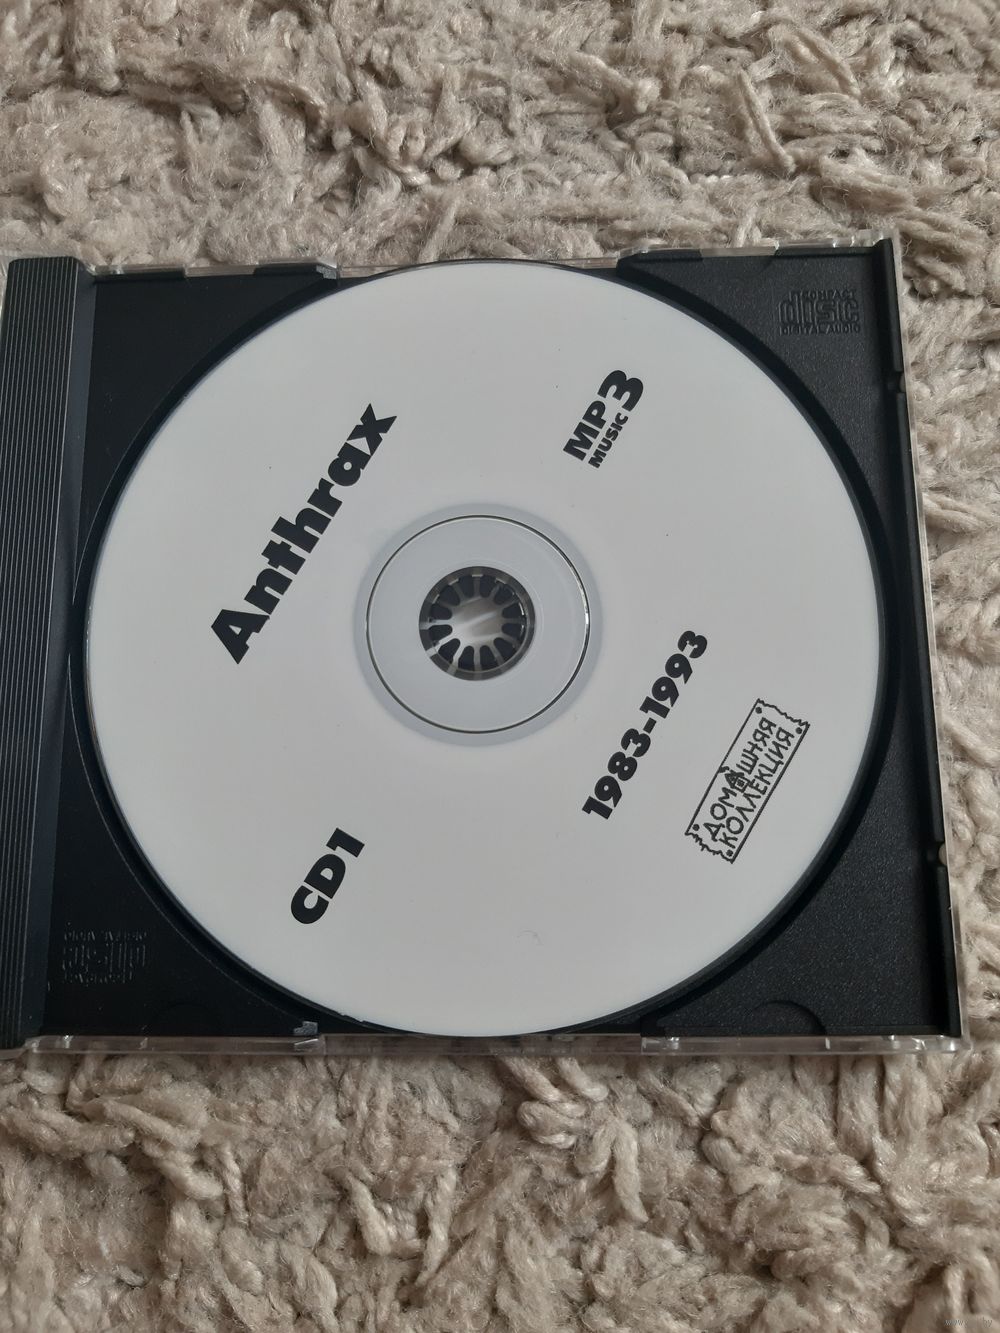 Anthrax
MP3
MUSIC
CD1
1983-1993
ДОМАШНЯЯ
КОЛЛЕКЦИЯ
COMPACT
disc
DIGITAL AUDIO